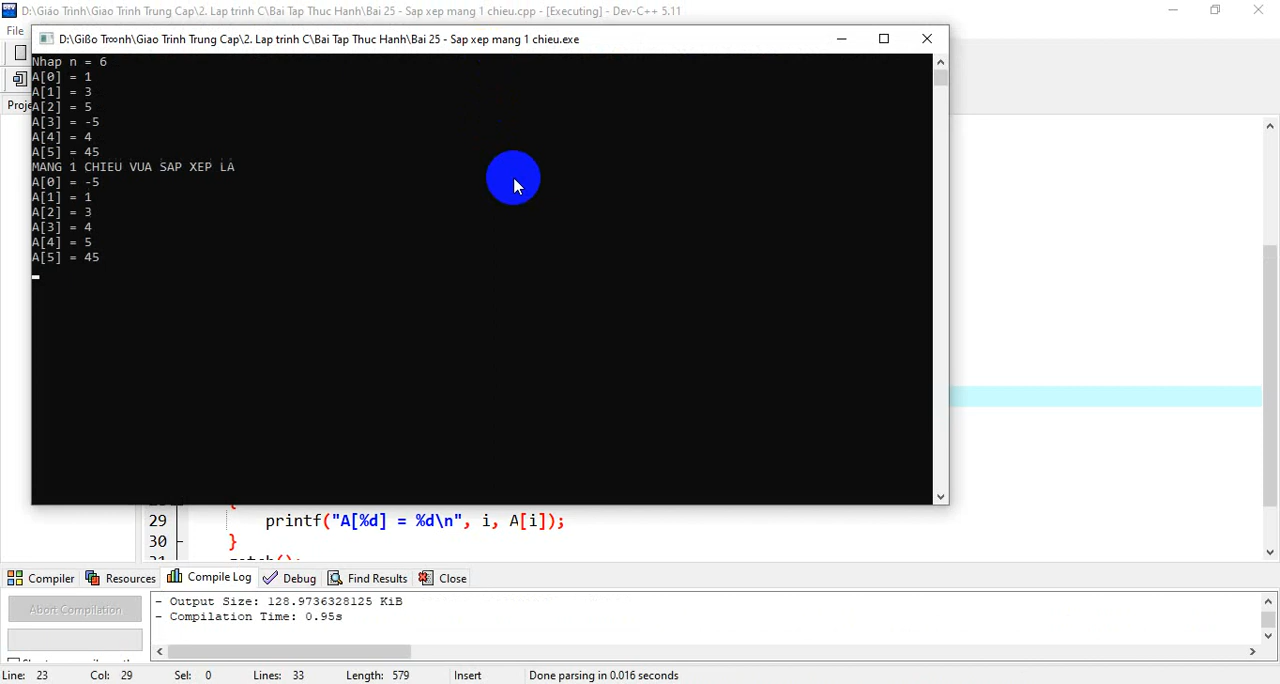 D:\Giáo Trình\Giao Trinh Trung Cap\2. Lap trinh C\Bai Tap Thuc Hanh\Bai 25 - Sap xep mang 1 chieu.cpp - [Executing] - Dev-C++ 5.11
File
D:\Gißo Tr∞nh\Giao Trinh Trung Cap\2. Lap trinh C\Bai Tap Thuc Hanh\Bai 25 - Sap xep mang 1 chieu.exe
Proje
Nhap n = 6
A[0] = 1
A[1] = 3
A[2] = 5
A[3] = -5
A[4] = 4
A[5] = 45
MANG 1 CHIEU VUA SAP XEP LA
A[0] = -5
A[1] = 1
A[2] = 3
A[3] = 4
A[4] = 5
A[5] = 45
{
29 printf("A[%d] = %d\n", i, A[i]);
30 }
Compiler Resources Compile Log Debug Find Results Close
Abort Compilation
- Output Size: 128.9736328125 KiB
- Compilation Time: 0.95s
Line: 23 Col: 29 Sel: 0 Lines: 33 Length: 579 Insert Done parsing in 0.016 seconds